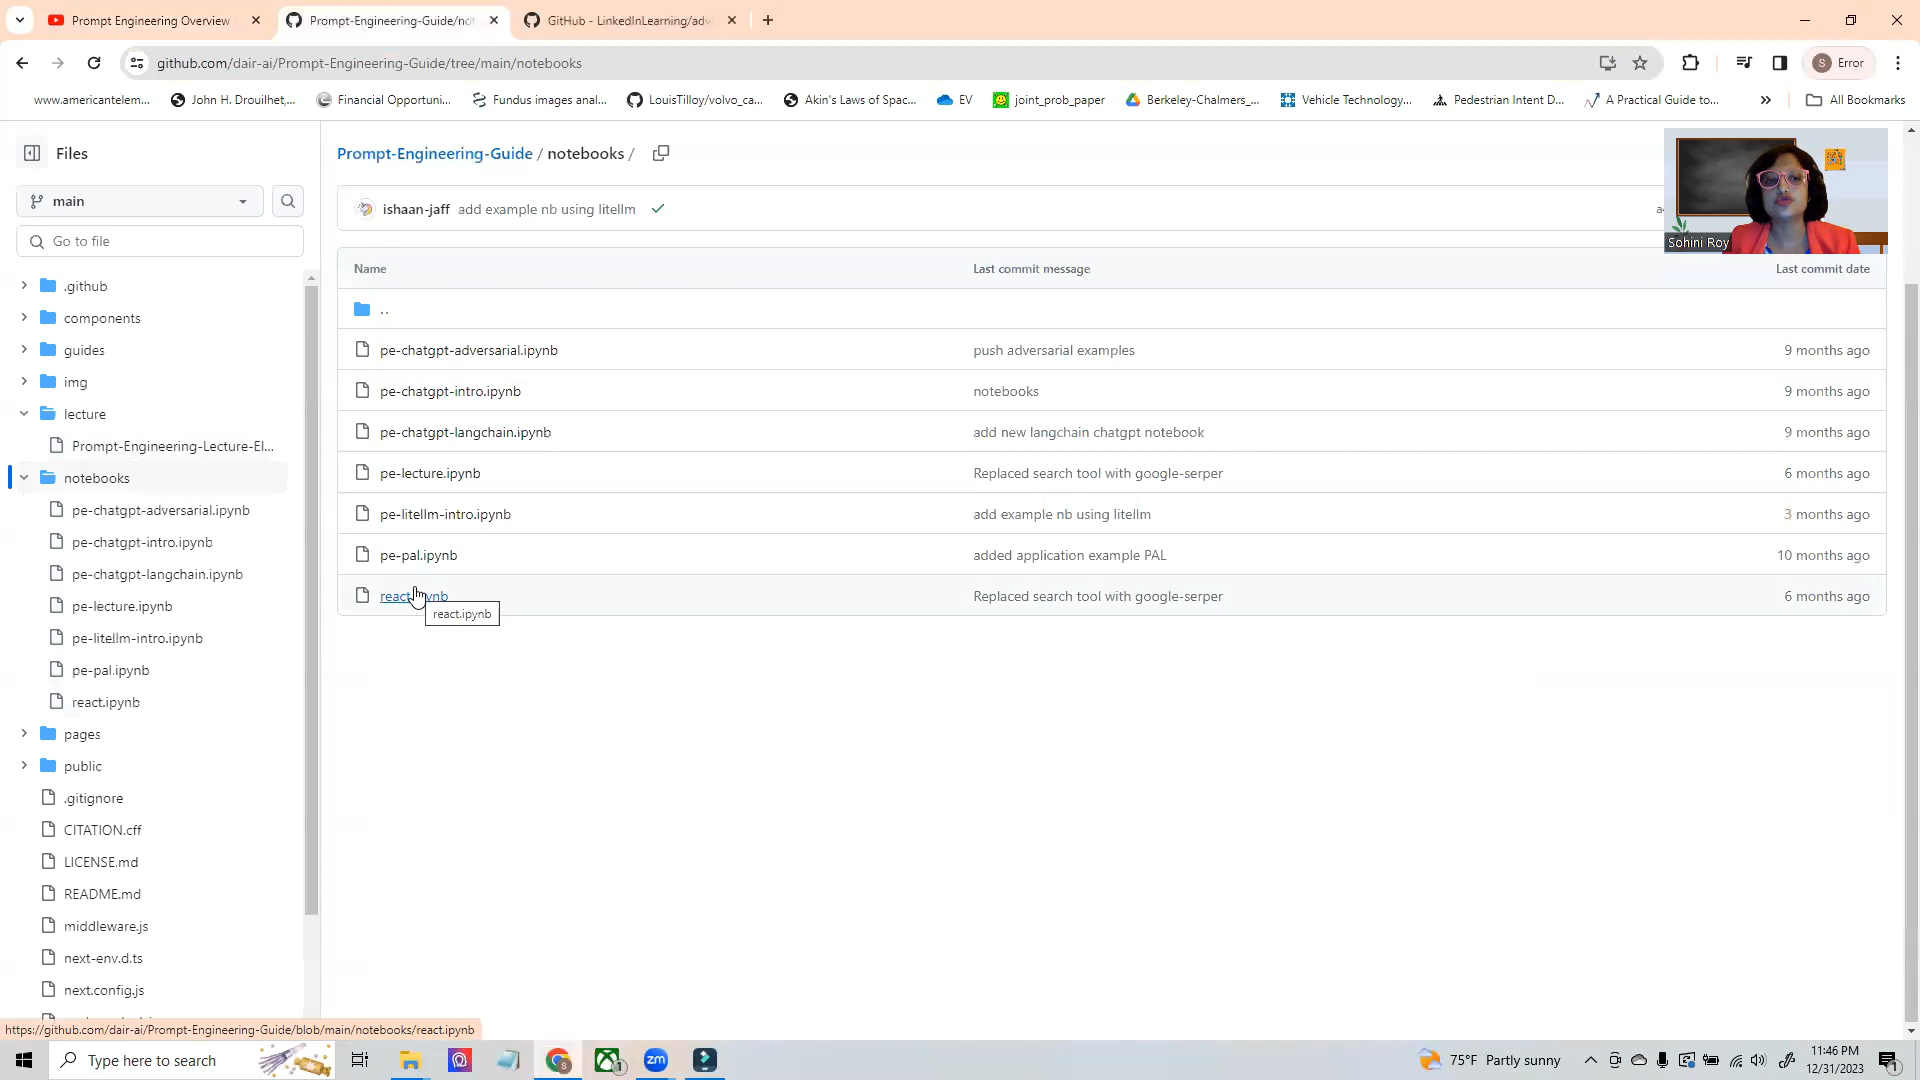 Prompt Engineering Overview
Prompt-Engineering-Guide/not
GitHub - LinkedInLearning/adv
github.com/dair-ai/Prompt-Engineering-Guide/tree/main/notebooks
S Error
www.americantelem...
John H. Drouilhet,...
Financial Opportuni...
Fundus images anal...
LouisTilloy/volvo_ca...
Akin's Laws of Spac...
EV
joint_prob_paper
Berkeley-Chalmers_...
Vehicle Technology...
Pedestrian Intent D...
A Practical Guide to...
All Bookmarks
Files
main
Go to file
.github
components
guides
img
lecture
Prompt-Engineering-Lecture-El...
notebooks
pe-chatgpt-adversarial.ipynb
pe-chatgpt-intro.ipynb
pe-chatgpt-langchain.ipynb
pe-lecture.ipynb
pe-litellm-intro.ipynb
pe-pal.ipynb
react.ipynb
pages
public
.gitignore
CITATION.cff
LICENSE.md
README.md
middleware.js
next-env.d.ts
next.config.js
Prompt-Engineering-Guide / notebooks /
ishaan-jaff add example nb using litellm
Sohini Roy
Name Last commit message Last commit date
..
pe-chatgpt-adversarial.ipynb push adversarial examples 9 months ago
pe-chatgpt-intro.ipynb notebooks 9 months ago
pe-chatgpt-langchain.ipynb add new langchain chatgpt notebook 9 months ago
pe-lecture.ipynb Replaced search tool with google-serper 6 months ago
pe-litellm-intro.ipynb add example nb using litellm 3 months ago
pe-pal.ipynb added application example PAL 10 months ago
react.ipynb Replaced search tool with google-serper 6 months ago
react.ipynb
https://github.com/dair-ai/Prompt-Engineering-Guide/blob/main/notebooks/react.ipynb
Type here to search
S
1
zm
75°F Partly sunny
11:46 PM
12/31/2023
1